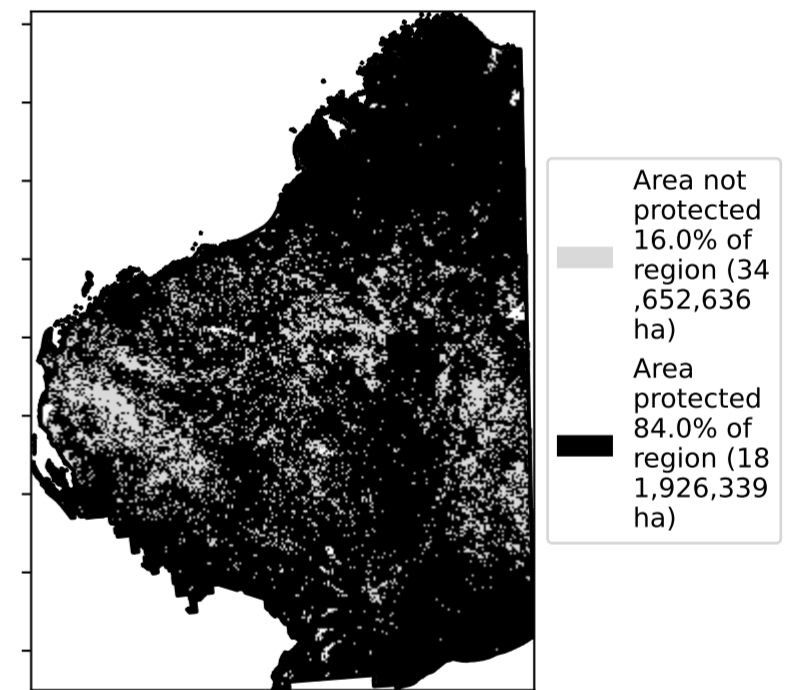 Area not
protected
16.0% of
region (34
,652,636
ha)
Area
protected
84.0% of
region (18
1,926,339
ha)